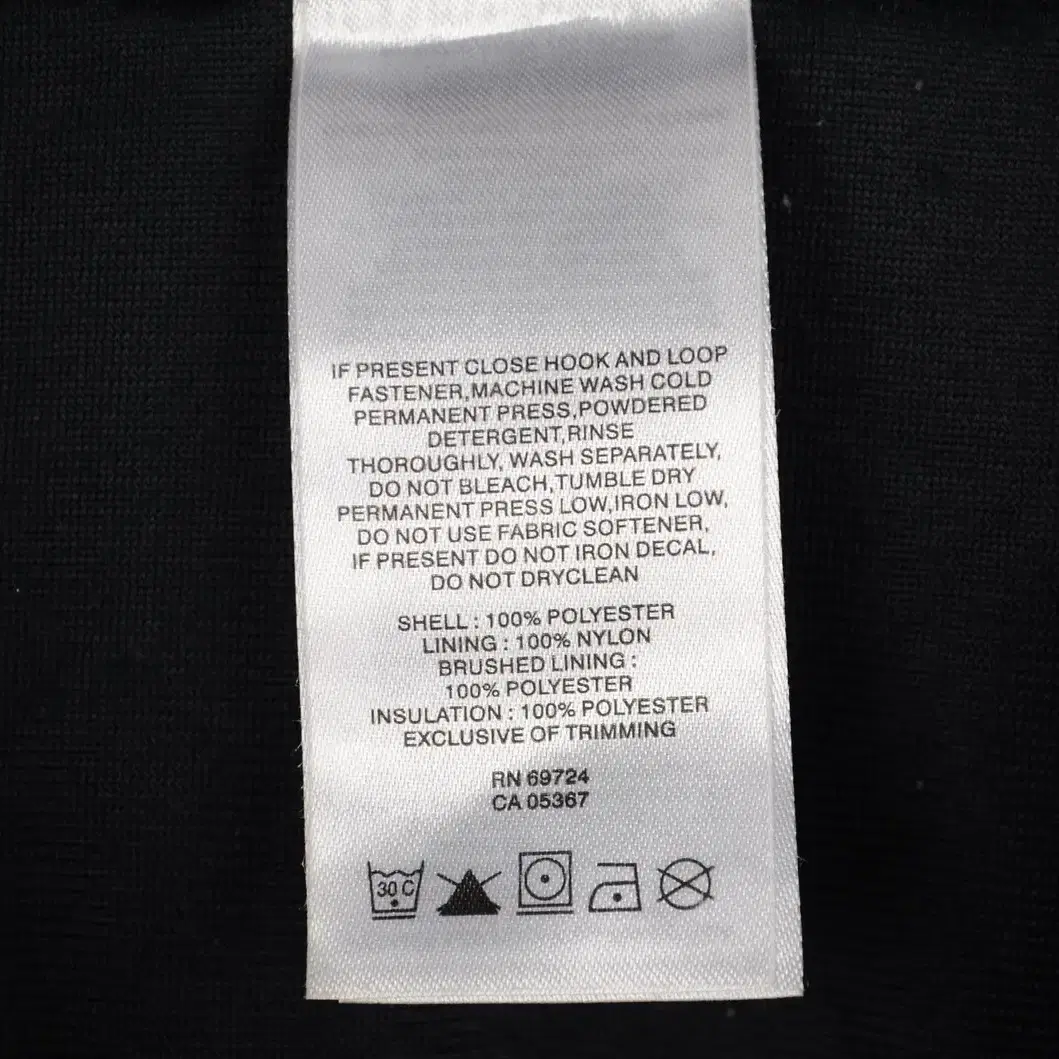 IF PRESENT CLOSE HOOK AND LOOP
FASTENER,MACHINE WASH COLD
PERMANENT PRESS,POWDERED
DETERGENT,RINSE
THOROUGHLY, WASH SEPARATELY,
DO NOT BLEACH,TUMBLE DRY
PERMANENT PRESS LOW,IRON LOW,
DO NOT USE FABRIC SOFTENER,
IF PRESENT DO NOT IRON DECAL,
DO NOT DRYCLEAN
SHELL : 100% POLYESTER
LINING : 100% NYLON
BRUSHED LINING :
100% POLYESTER
INSULATION : 100% POLYESTER
EXCLUSIVE OF TRIMMING
RN 69724
CA 05367
30 C